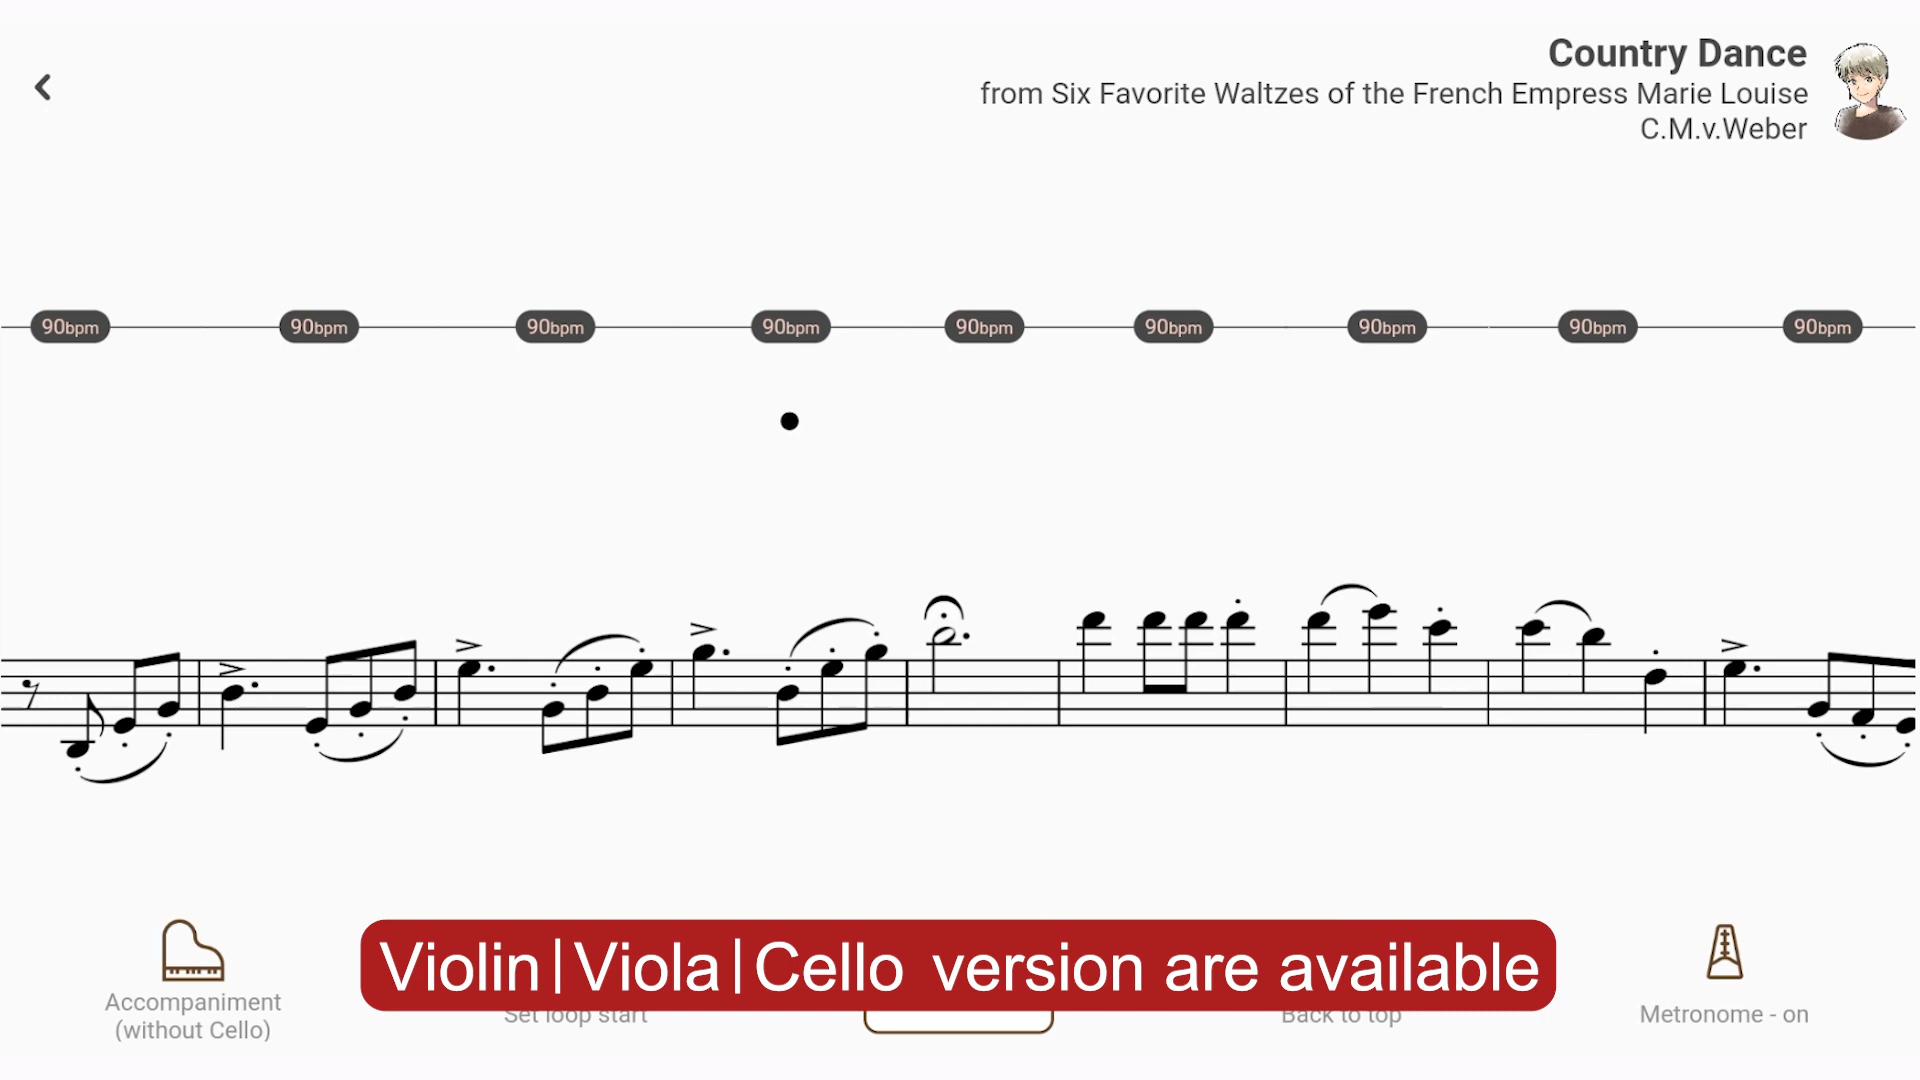 Country Dance
from Six Favorite Waltzes of the French Empress Marie Louise
C.M.v.Weber
90bpm 90bpm 90bpm 90bpm 90bpm 90bpm 90bpm 90bpm 90bpm
Violin|Viola|Cello version are available
Accompaniment
(without Cello)
Set loop start
Back to top
Metronome - on